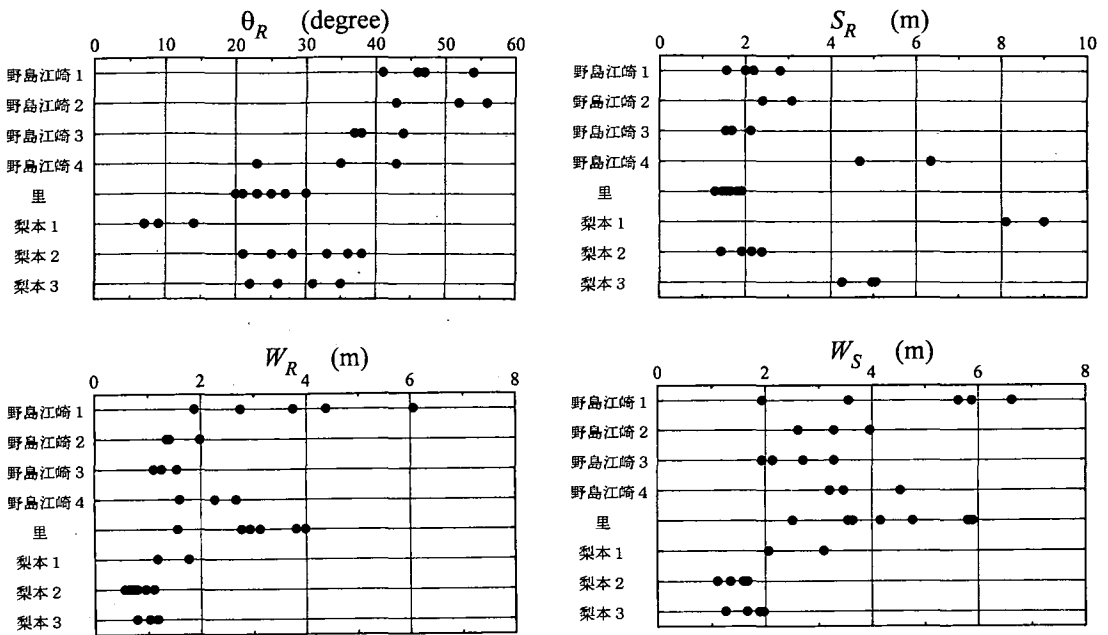 θR (degree)
0 10 20 30 40 50 60
野島江崎 1
野島江崎 2
野島江崎 3
野島江崎 4
里
梨本 1
梨本 2
梨本 3
SR (m)
0 2 4 6 8 10
野島江崎 1
野島江崎 2
野島江崎 3
野島江崎 4
里
梨本 1
梨本 2
梨本 3
WR (m)
0 2 4 6 8
野島江崎 1
野島江崎 2
野島江崎 3
野島江崎 4
里
梨本 1
梨本 2
梨本 3
WS (m)
0 2 4 6 8
野島江崎 1
野島江崎 2
野島江崎 3
野島江崎 4
里
梨本 1
梨本 2
梨本 3